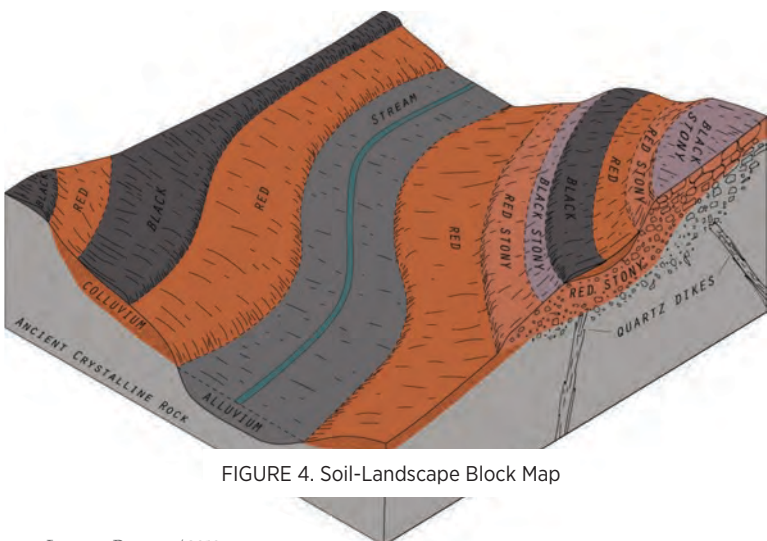 BLACK
RED
BLACK
RED
STREAM
RED
RED STONY
BLACK STONY
BLACK
RED
RED STONY
BLACK STONY
COLLUVIUM
RED STONY
QUARTZ DIKES
ANCIENT CRYSTALLINE ROCK
ALLUVIUM
FIGURE 4. Soil-Landscape Block Map